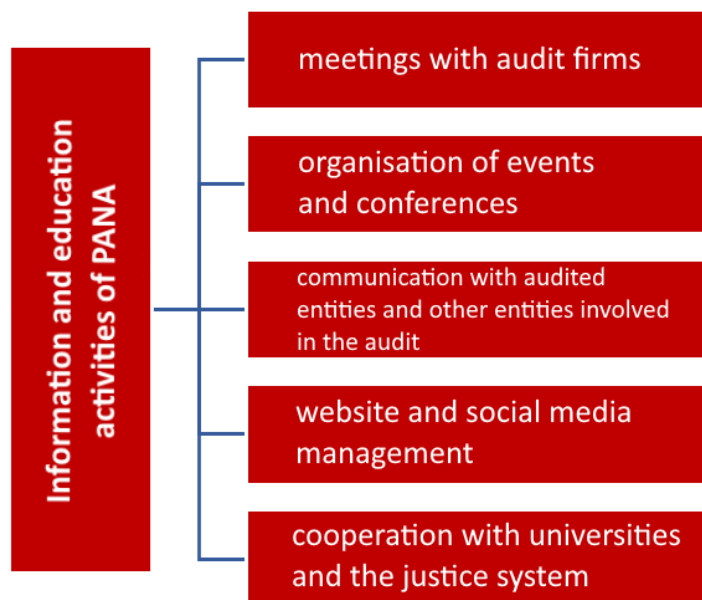 Information and education
activities of PANA
meetings with audit firms
organisation of events
and conferences
communication with audited
entities and other entities involved
in the audit
website and social media
management
cooperation with universities
and the justice system